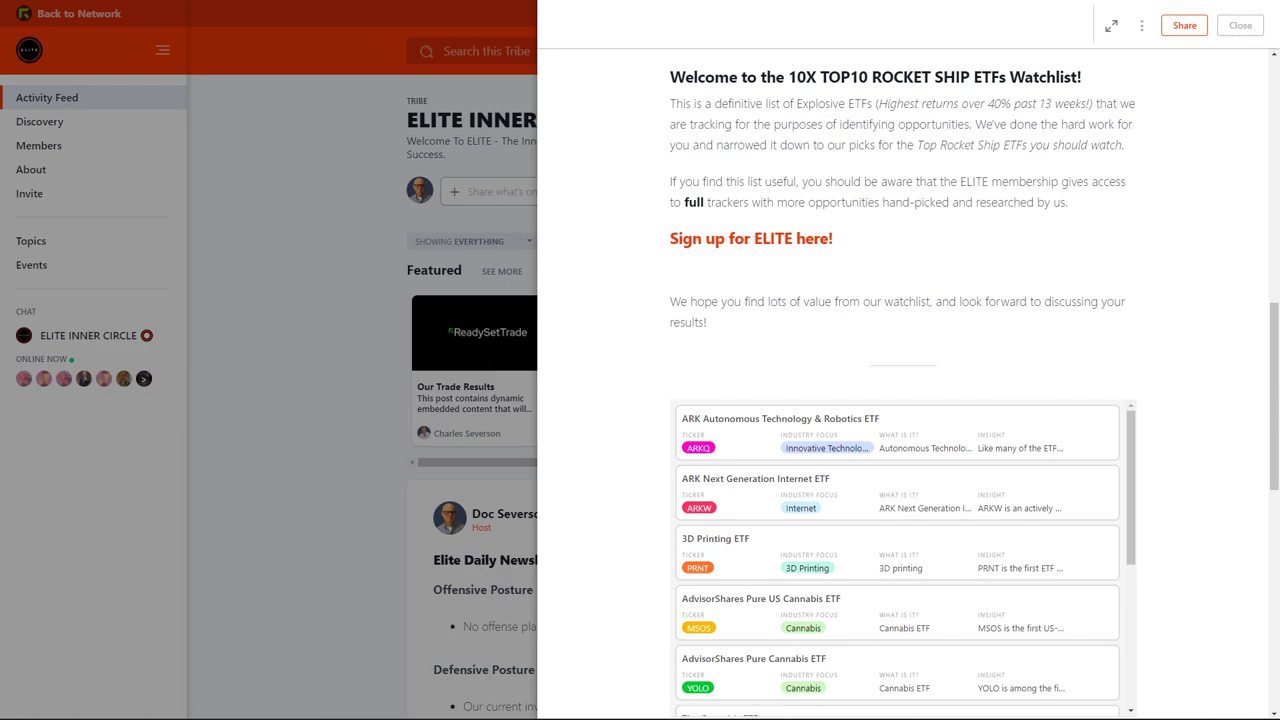 Back to Network
ELITE
Search this Tribe
Activity Feed
Discovery
Members
About
Invite
Topics
Events
CHAT
ELITE INNER CIRCLE
ONLINE NOW
TRIBE
ELITE INNER
Welcome To ELITE - The Inn
Success.
Share what's on
SHOWING EVERYTHING
Featured SEE MORE
ReadySetTrade
Our Trade Results
This post contains dynamic
embedded content that will...
Charles Severson
Doc Severso
Host
Elite Daily Newsl
Offensive Posture
No offense pla
Defensive Posture
Our current inv
Share
Close
Welcome to the 10X TOP10 ROCKET SHIP ETFs Watchlist!
This is a definitive list of Explosive ETFs (Highest returns over 40% past 13 weeks!) that we
are tracking for the purposes of identifying opportunities. We've done the hard work for
you and narrowed it down to our picks for the Top Rocket Ship ETFs you should watch.
If you find this list useful, you should be aware that the ELITE membership gives access
to full trackers with more opportunities hand-picked and researched by us.
Sign up for ELITE here!
We hope you find lots of value from our watchlist, and look forward to discussing your
results!
ARK Autonomous Technology & Robotics ETF
TICKER INDUSTRY FOCUS WHAT IS IT? INSIGHT
ARKQ Innovative Technolo... Autonomous Technolo... Like many of the ETF...
ARK Next Generation Internet ETF
TICKER INDUSTRY FOCUS WHAT IS IT? INSIGHT
ARKW Internet ARK Next Generation I... ARKW is an actively ...
3D Printing ETF
TICKER INDUSTRY FOCUS WHAT IS IT? INSIGHT
PRNT 3D Printing 3D printing PRNT is the first ETF ...
AdvisorShares Pure US Cannabis ETF
TICKER INDUSTRY FOCUS WHAT IS IT? INSIGHT
MSOS Cannabis Cannabis ETF MSOS is the first US-...
AdvisorShares Pure Cannabis ETF
TICKER INDUSTRY FOCUS WHAT IS IT? INSIGHT
YOLO Cannabis Cannabis ETF YOLO is among the fi...